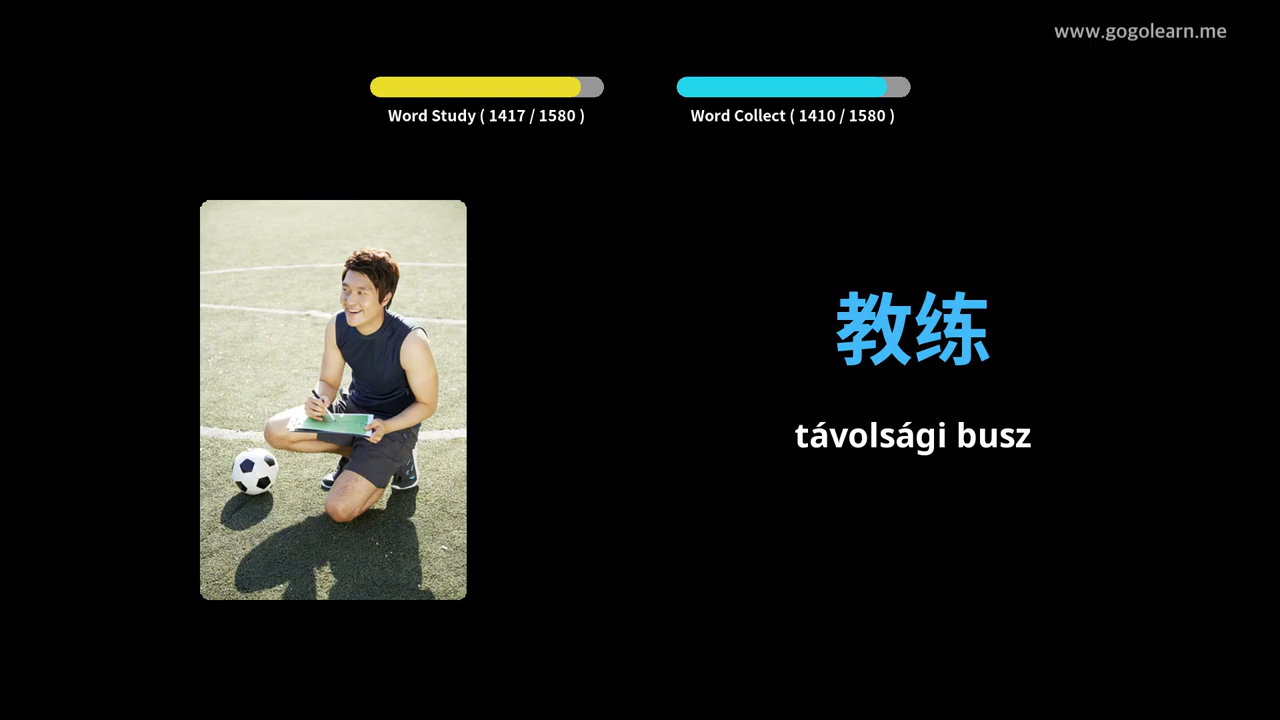 www.gogolearn.me
Word Study ( 1417 / 1580 )
Word Collect ( 1410 / 1580 )
教练
távolsági busz